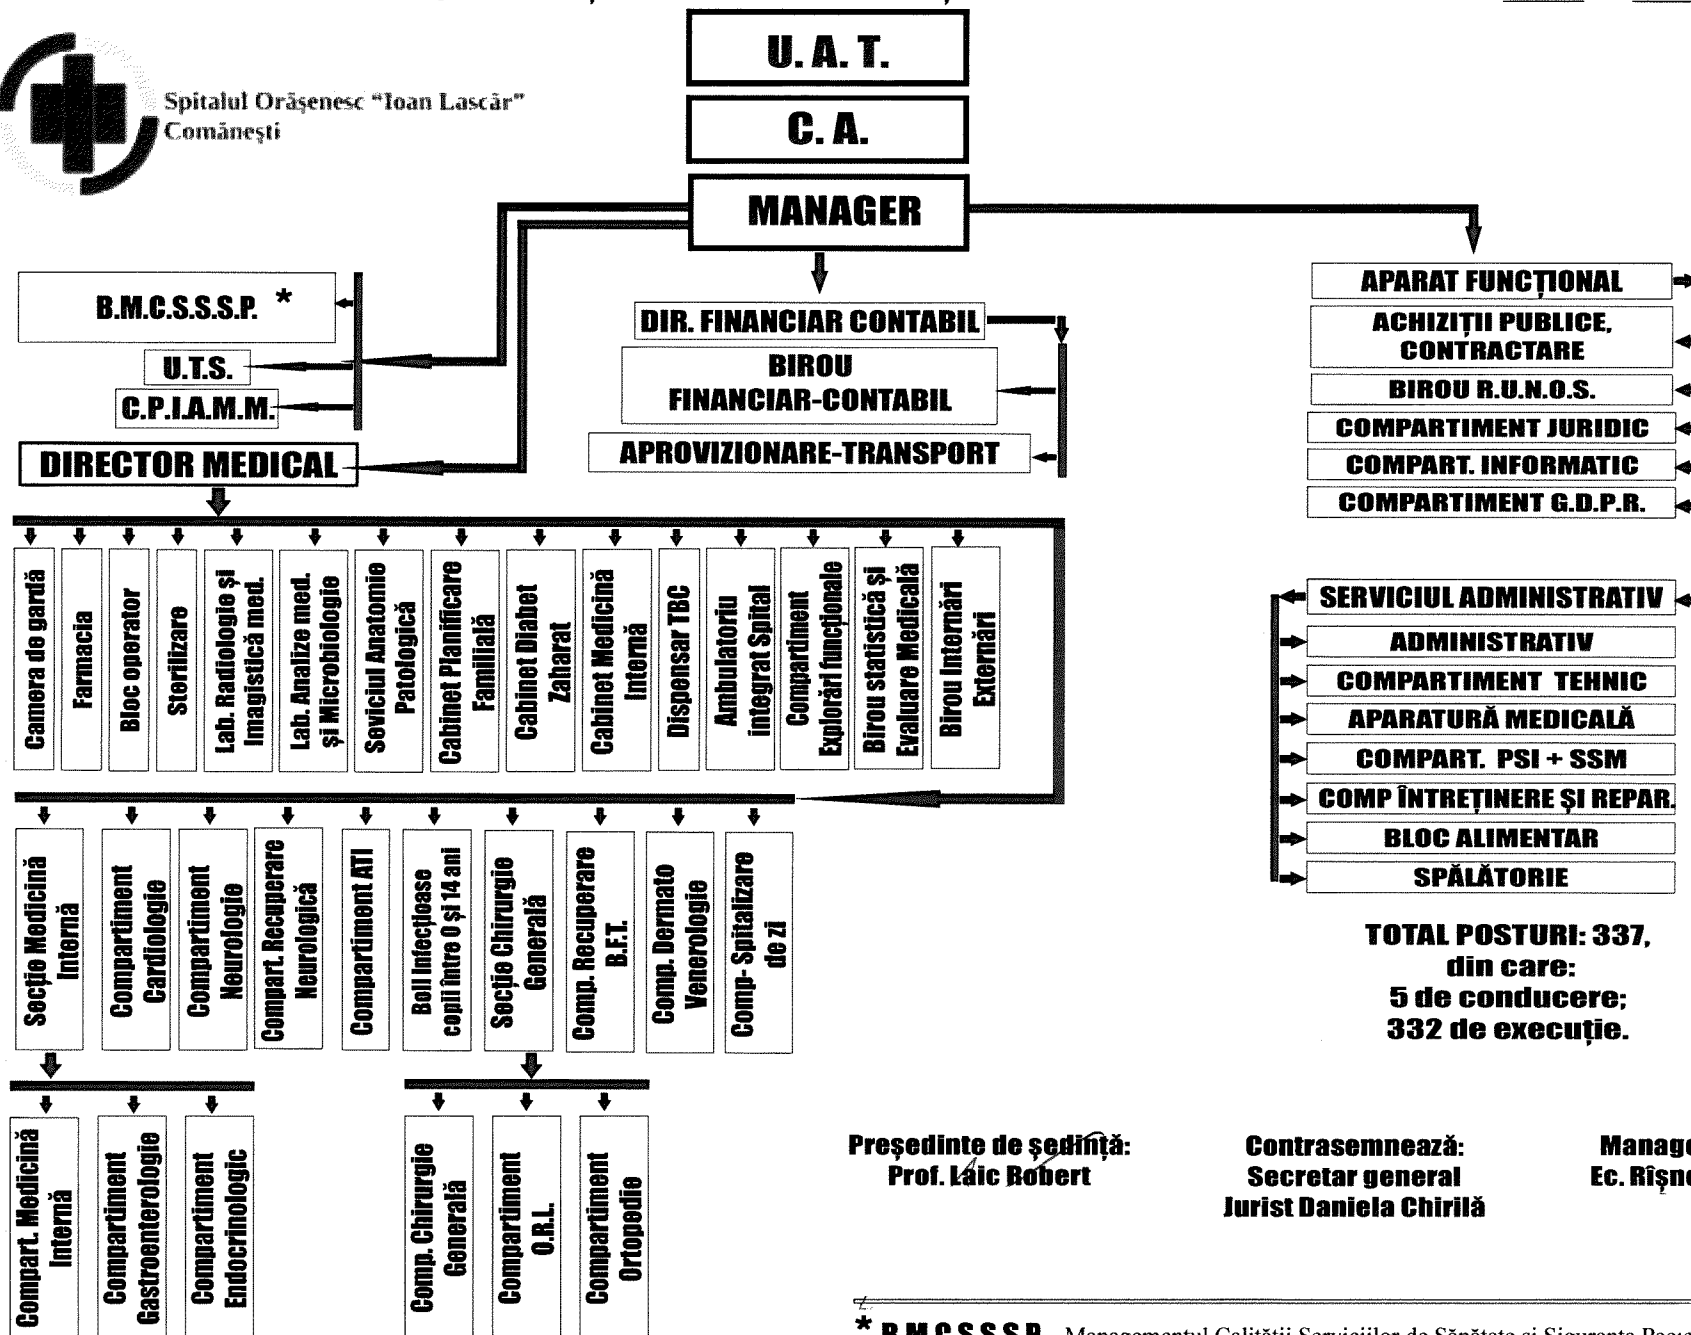 U. A. T.
C. A.
MANAGER
Spitalul Orăşenesc "Ioan Lascăr"
Comăneşti
B.M.C.S.S.S.P. *
U.T.S.
C.P.I.A.M.M.
DIRECTOR MEDICAL
DIR. FINANCIAR CONTABIL
BIROU
FINANCIAR-CONTABIL
APROVIZIONARE-TRANSPORT
APARAT FUNCȚIONAL
ACHIZIȚII PUBLICE,
CONTRACTARE
BIROU R.U.N.O.S.
COMPARTIMENT JURIDIC
COMPART. INFORMATIC
COMPARTIMENT G.D.P.R.
SERVICIUL ADMINISTRATIV
ADMINISTRATIV
COMPARTIMENT TEHNIC
APARATURĂ MEDICALĂ
COMPART. PSI + SSM
COMP ÎNTREȚINERE ȘI REPAR.
BLOC ALIMENTAR
SPĂLĂTORIE
Camera de gardă
Farmacia
Bloc operator
Sterilizare
Lab. Radiologie și
Imagistică med.
Lab. Analize med.
și Microbiologie
Seviciul Anatomie
Patologică
Cabinet Planificare
Familială
Cabinet Diabet
Zaharat
Cabinet Medicină
Internă
Dispensar TBC
Ambulatoriu
integrat Spital
Compartiment
Explorări funcționale
Birou statistică și
Evaluare Medicală
Birou Internări
Externări
Secție Medicină
Internă
Compartiment
Cardiologie
Compartiment
Neurologie
Compart. Recuperare
Neurologică
Compartiment ATI
Boli Infecțioase
copii între 0 și 14 ani
Secție Chirurgie
Generală
Comp. Recuperare
B.F.T.
Comp. Dermato
Venerologie
Comp- Spitalizare
de zi
Compart. Medicină
Internă
Compartiment
Gastroenterologie
Compartiment
Endocrinologic
Comp. Chirurgie
Generală
Compartiment
O.R.L.
Compartiment
Ortopedie
TOTAL POSTURI: 337,
din care:
5 de conducere;
332 de execuție.
Președinte de ședință:
Prof. Laic Robert
Contrasemnează:
Secretar general
Jurist Daniela Chirilă
Manage
Ec. Rîșn
* B.M.C.S.S.S.P. Managementul Calității Serviciilor de Sănătate și Siguranța